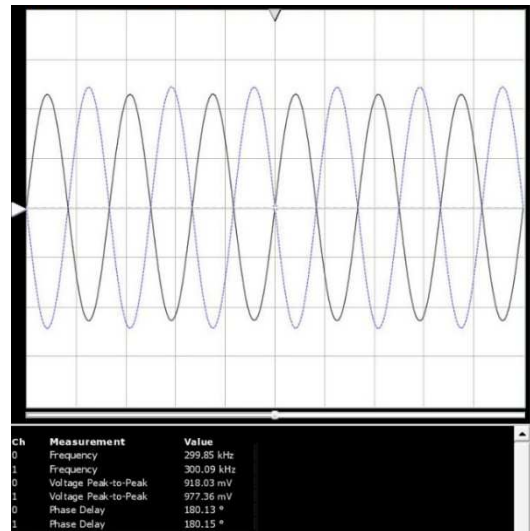 Ch Measurement Value
0 Frequency 299.85 kHz
1 Frequency 300.09 kHz
0 Voltage Peak-to-Peak 918.03 mV
1 Voltage Peak-to-Peak 977.36 mV
0 Phase Delay 180.13 °
1 Phase Delay 180.15 °